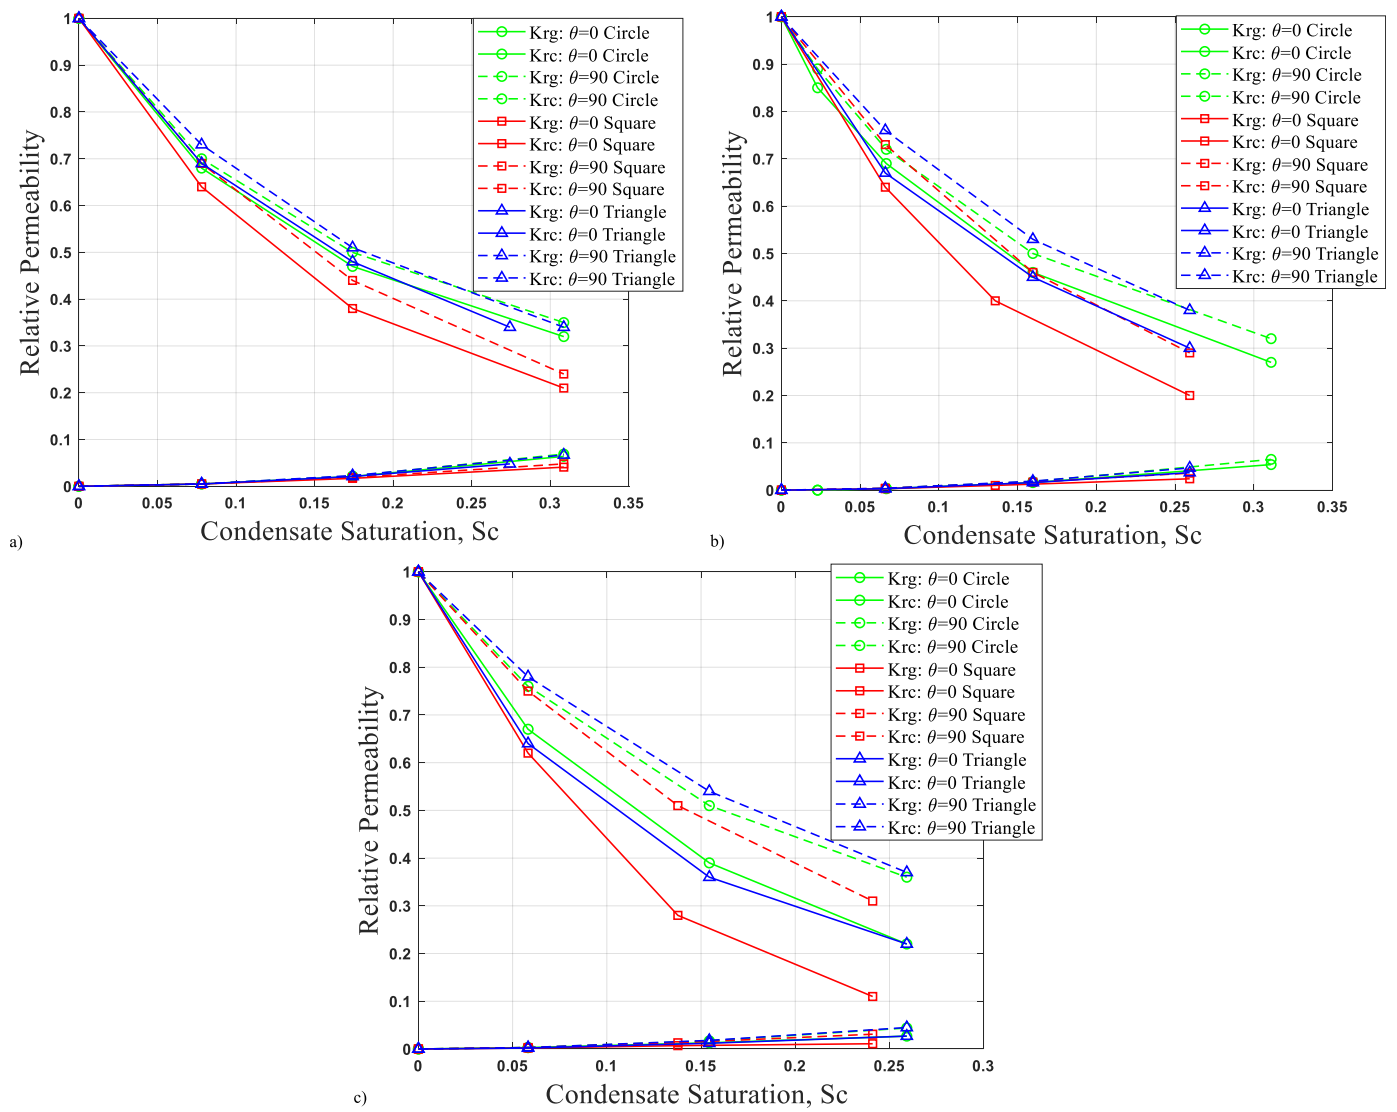 Relative Permeability
1
0.9
0.8
0.7
0.6
0.5
0.4
0.3
0.2
0.1
0
0 0.05 0.1 0.15 0.2 0.25 0.3 0.35
Condensate Saturation, Sc
a)
Krg: θ=0 Circle
Krc: θ=0 Circle
Krg: θ=90 Circle
Krc: θ=90 Circle
Krg: θ=0 Square
Krc: θ=0 Square
Krg: θ=90 Square
Krc: θ=90 Square
Krg: θ=0 Triangle
Krc: θ=0 Triangle
Krg: θ=90 Triangle
Krc: θ=90 Triangle
Relative Permeability
1
0.9
0.8
0.7
0.6
0.5
0.4
0.3
0.2
0.1
0
0 0.05 0.1 0.15 0.2 0.25 0.3 0.35
Condensate Saturation, Sc
b)
Krg: θ=0 Circle
Krc: θ=0 Circle
Krg: θ=90 Circle
Krc: θ=90 Circle
Krg: θ=0 Square
Krc: θ=0 Square
Krg: θ=90 Square
Krc: θ=90 Square
Krg: θ=0 Triangle
Krc: θ=0 Triangle
Krg: θ=90 Triangle
Krc: θ=90 Triangle
Relative Permeability
1
0.9
0.8
0.7
0.6
0.5
0.4
0.3
0.2
0.1
0
0 0.05 0.1 0.15 0.2 0.25 0.3
Condensate Saturation, Sc
c)
Krg: θ=0 Circle
Krc: θ=0 Circle
Krg: θ=90 Circle
Krc: θ=90 Circle
Krg: θ=0 Square
Krc: θ=0 Square
Krg: θ=90 Square
Krc: θ=90 Square
Krg: θ=0 Triangle
Krc: θ=0 Triangle
Krg: θ=90 Triangle
Krc: θ=90 Triangle